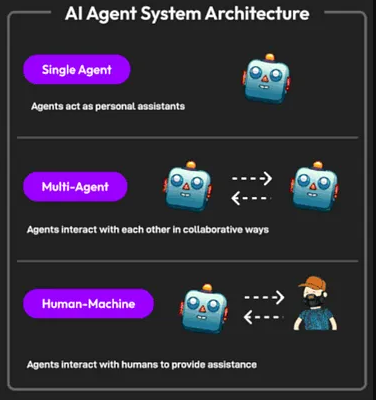 AI Agent System Architecture
Single Agent
Agents act as personal assistants
Multi-Agent
Agents interact with each other in collaborative ways
Human-Machine
Agents interact with humans to provide assistance